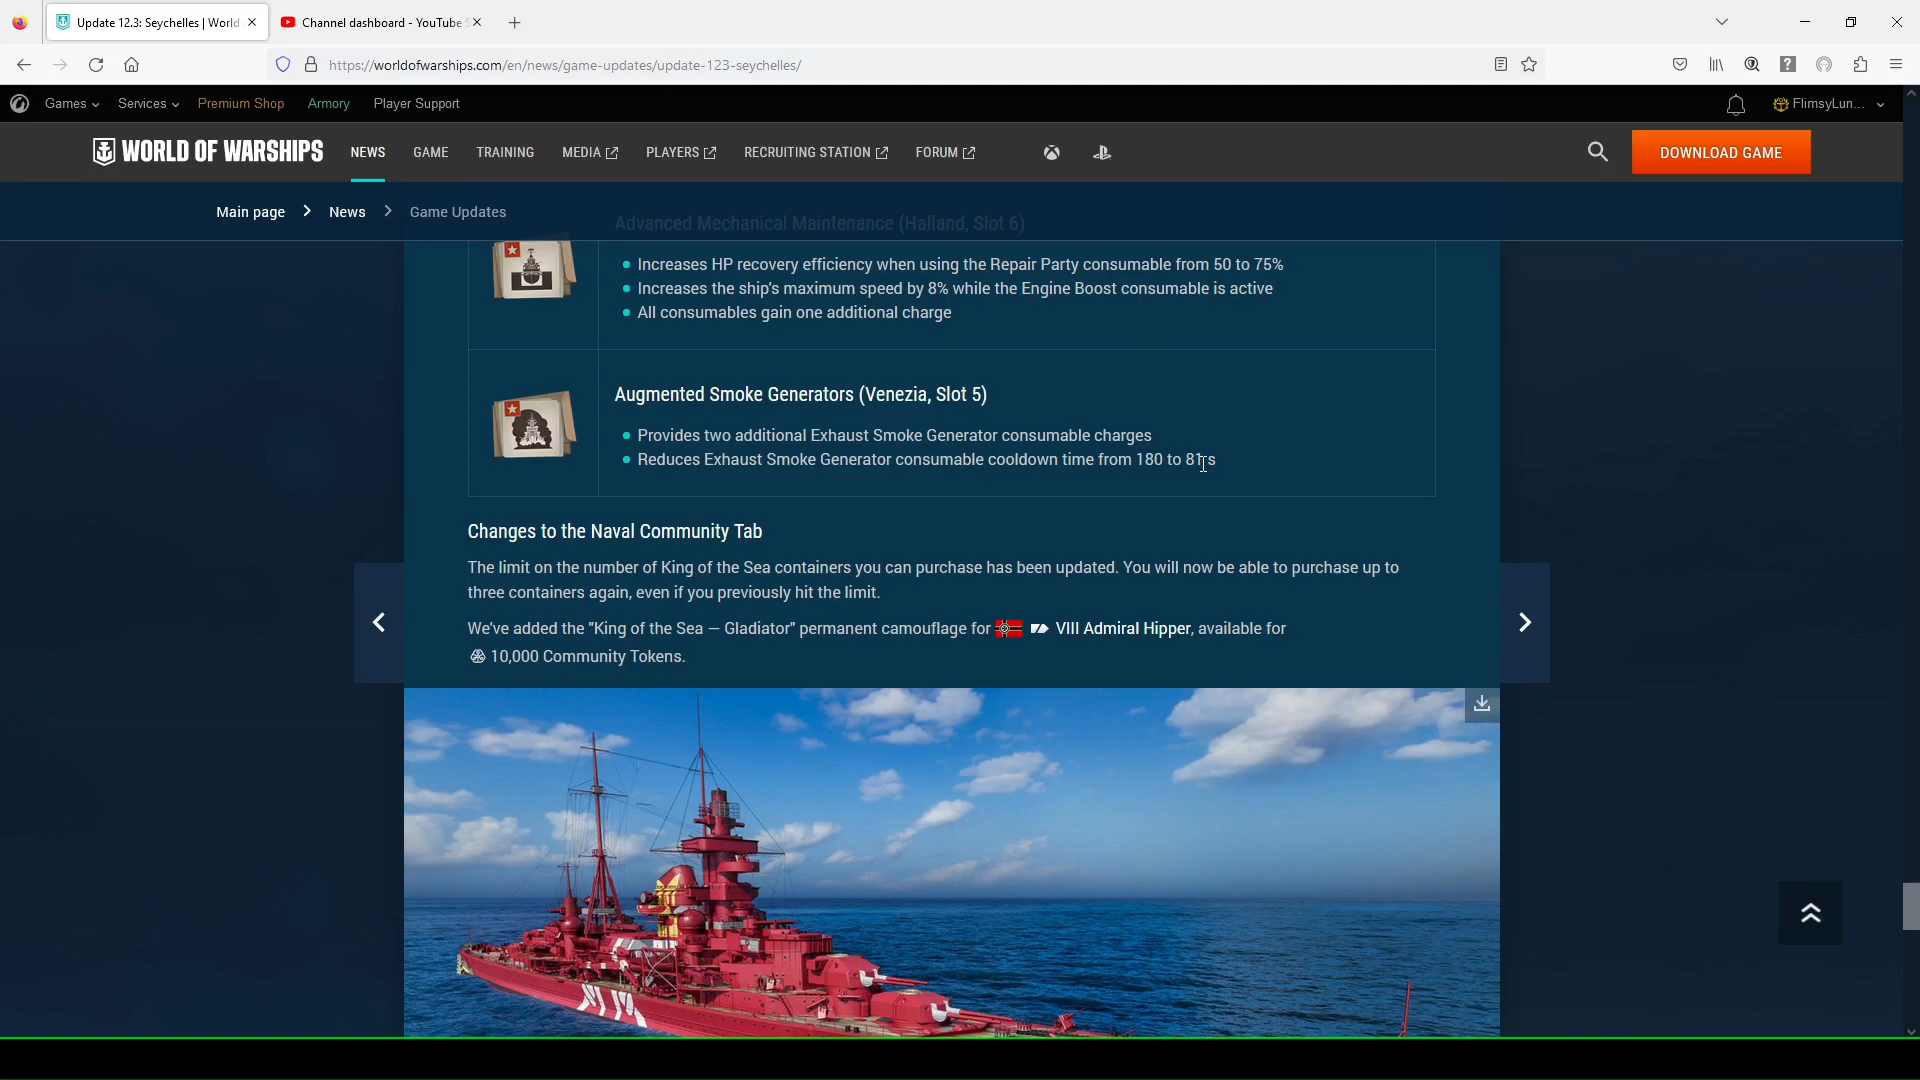 Update 12.3: Seychelles | World
Channel dashboard - YouTube S
https://worldofwarships.com/en/news/game-updates/update-123-seychelles/
Games Services Premium Shop Armory Player Support FlimsyLun...
WORLD OF WARSHIPS NEWS GAME TRAINING MEDIA PLAYERS RECRUITING STATION FORUM DOWNLOAD GAME
Main page > News > Game Updates
Advanced Mechanical Maintenance (Halland, Slot 6)
Increases HP recovery efficiency when using the Repair Party consumable from 50 to 75%
Increases the ship's maximum speed by 8% while the Engine Boost consumable is active
All consumables gain one additional charge
Augmented Smoke Generators (Venezia, Slot 5)
Provides two additional Exhaust Smoke Generator consumable charges
Reduces Exhaust Smoke Generator consumable cooldown time from 180 to 81 s
Changes to the Naval Community Tab
The limit on the number of King of the Sea containers you can purchase has been updated. You will now be able to purchase up to
three containers again, even if you previously hit the limit.
We've added the "King of the Sea — Gladiator" permanent camouflage for VIII Admiral Hipper, available for
10,000 Community Tokens.